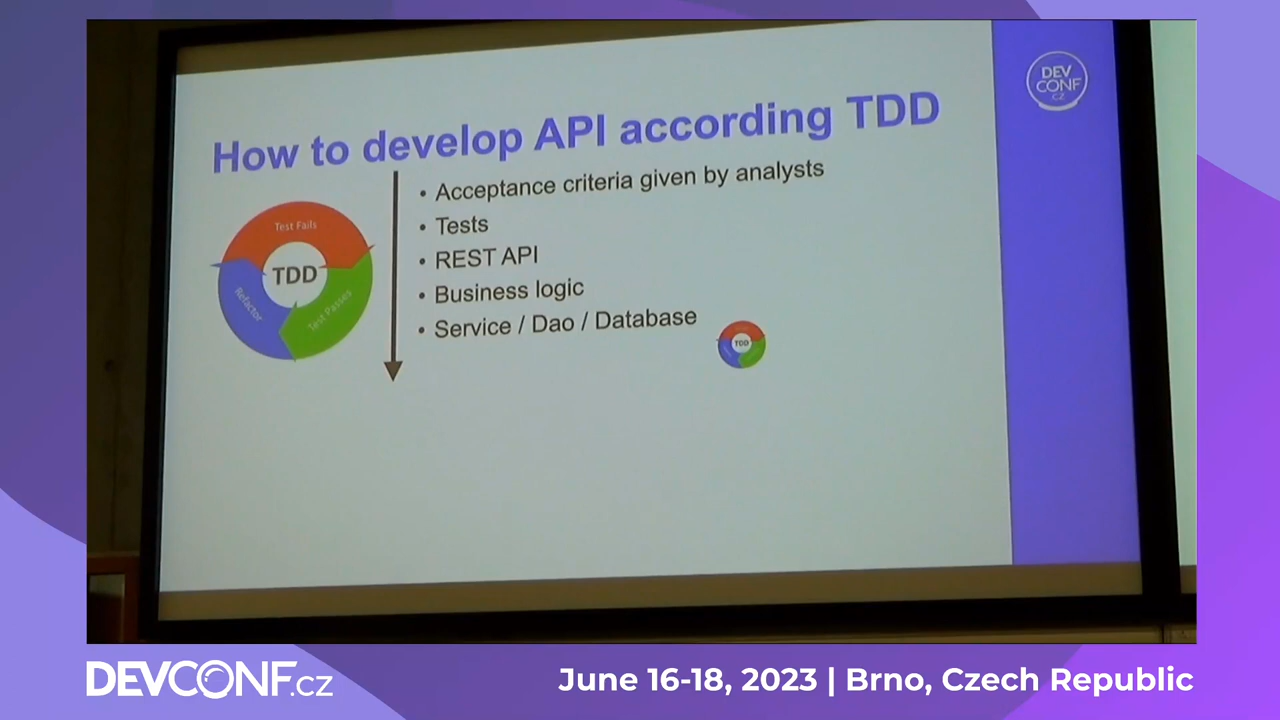 DEV
CONF
CZ
How to develop API according TDD
Test Fails
TDD
Refactor
Test Passes
• Acceptance criteria given by analysts
• Tests
• REST API
• Business logic
• Service / Dao / Database
TDD
DEVCONF.CZ
June 16-18, 2023 | Brno, Czech Republic